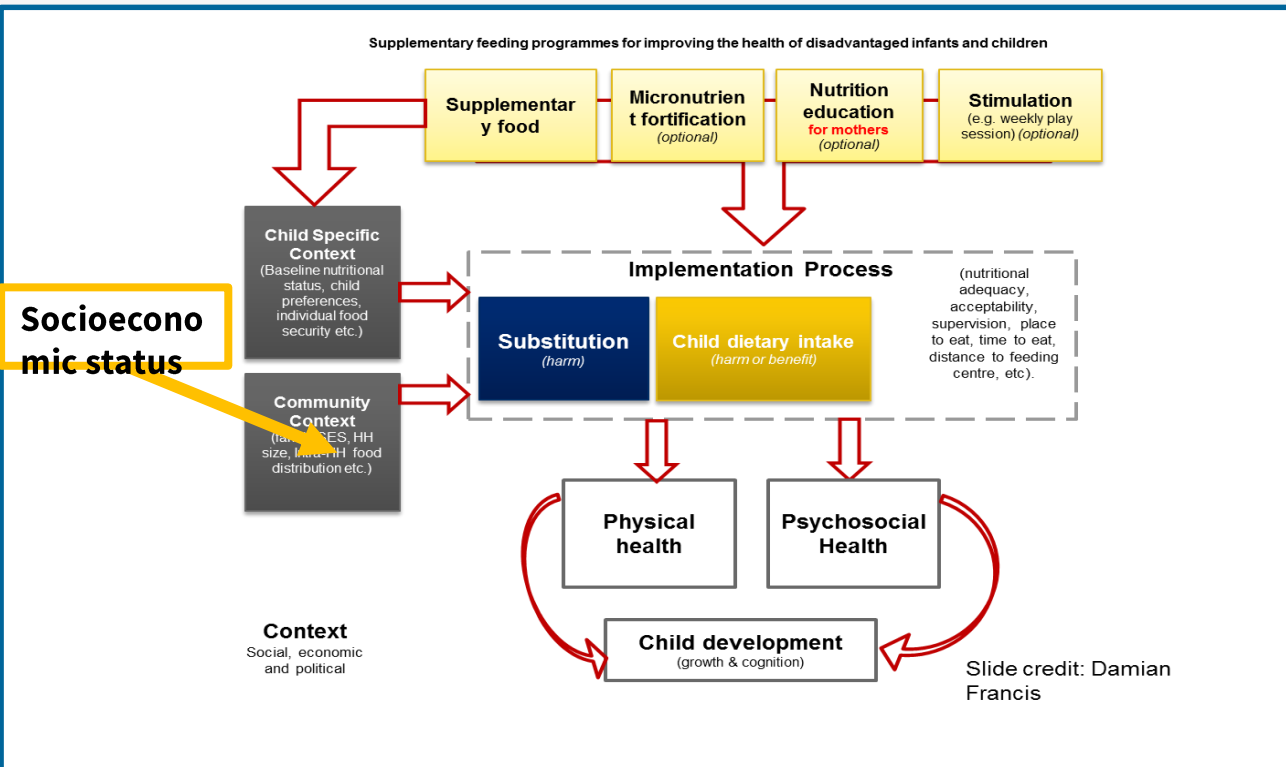 Supplementary feeding programmes for improving the health of disadvantaged infants and children
Supplementar
y food
Micronutrien
t fortification
(optional)
Nutrition
education
for mothers
(optional)
Stimulation
(e.g. weekly play
session) (optional)
Child Specific
Context
(Baseline nutritional
status, child
preferences,
individual food
security etc.)
Socioecono
mic status
Community
Context
SES, HH
size, Intra-HH food
distribution etc.)
Implementation Process
(nutritional
adequacy,
acceptability,
supervision, place
to eat, time to eat,
distance to feeding
centre, etc).
Substitution
(harm)
Child dietary intake
(harm or benefit)
Physical
health
Psychosocial
Health
Child development
(growth & cognition)
Context
Social, economic
and political
Slide credit: Damian
Francis